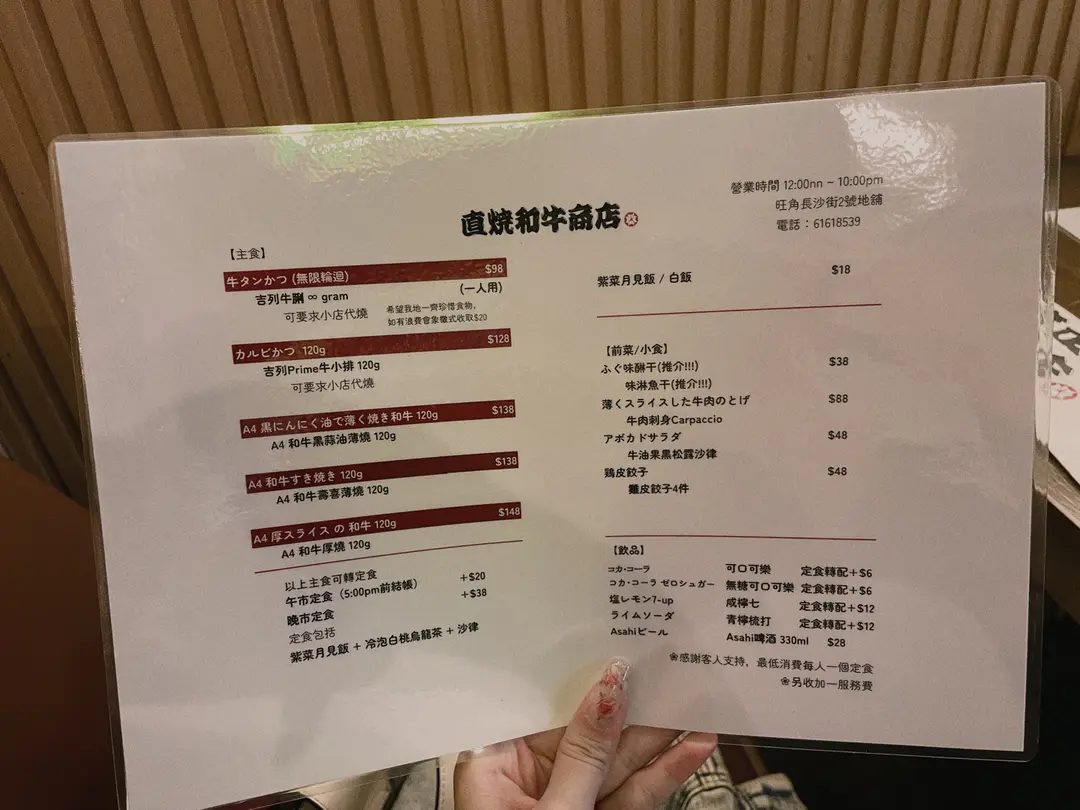 直焼和牛商店
營業時間 12:00nn ~ 10:00pm
旺角長沙街2號地舖
電話：61618539
【主食】
牛タンかつ (無限輪迴) $98
吉列牛脷 ∞ gram (一人用)
可要求小店代燒
希望我地一齊珍惜食物,
如有浪費會象徵式收取$20
カルビかつ 120g $128
吉列Prime牛小排 120g
可要求小店代燒
A4 黒にんにく油で薄く焼き和牛 120g $138
A4 和牛黑蒜油薄燒 120g
A4 和牛すき焼き 120g $138
A4 和牛壽喜薄燒 120g
A4 厚スライス の 和牛 120g $148
A4 和牛厚燒 120g
以上主食可轉定食
午市定食（5:00pm前結帳） +$20
晚市定食 +$38
定食包括
紫菜月見飯 + 冷泡白桃烏龍茶 + 沙律
紫菜月見飯 / 白飯 $18
【前菜/小食】
ふぐ味醂干(推介!!!) $38
味淋魚干(推介!!!)
薄くスライスした牛肉のとげ $88
牛肉刺身Carpaccio
アボカドサラダ $48
牛油果黑松露沙律
鶏皮餃子 $48
雞皮餃子4件
【飲品】
コカ·コーラ 可口可樂 定食轉配+$6
コカ·コーラ ゼロシュガー 無糖可口可樂 定食轉配+$6
塩レモン7-up 咸檸七 定食轉配+$12
ライムソーダ 青檸梳打 定食轉配+$12
Asahiビール Asahi啤酒 330ml $28
❀感謝客人支持，最低消費每人一個定食
❀另收加一服務費